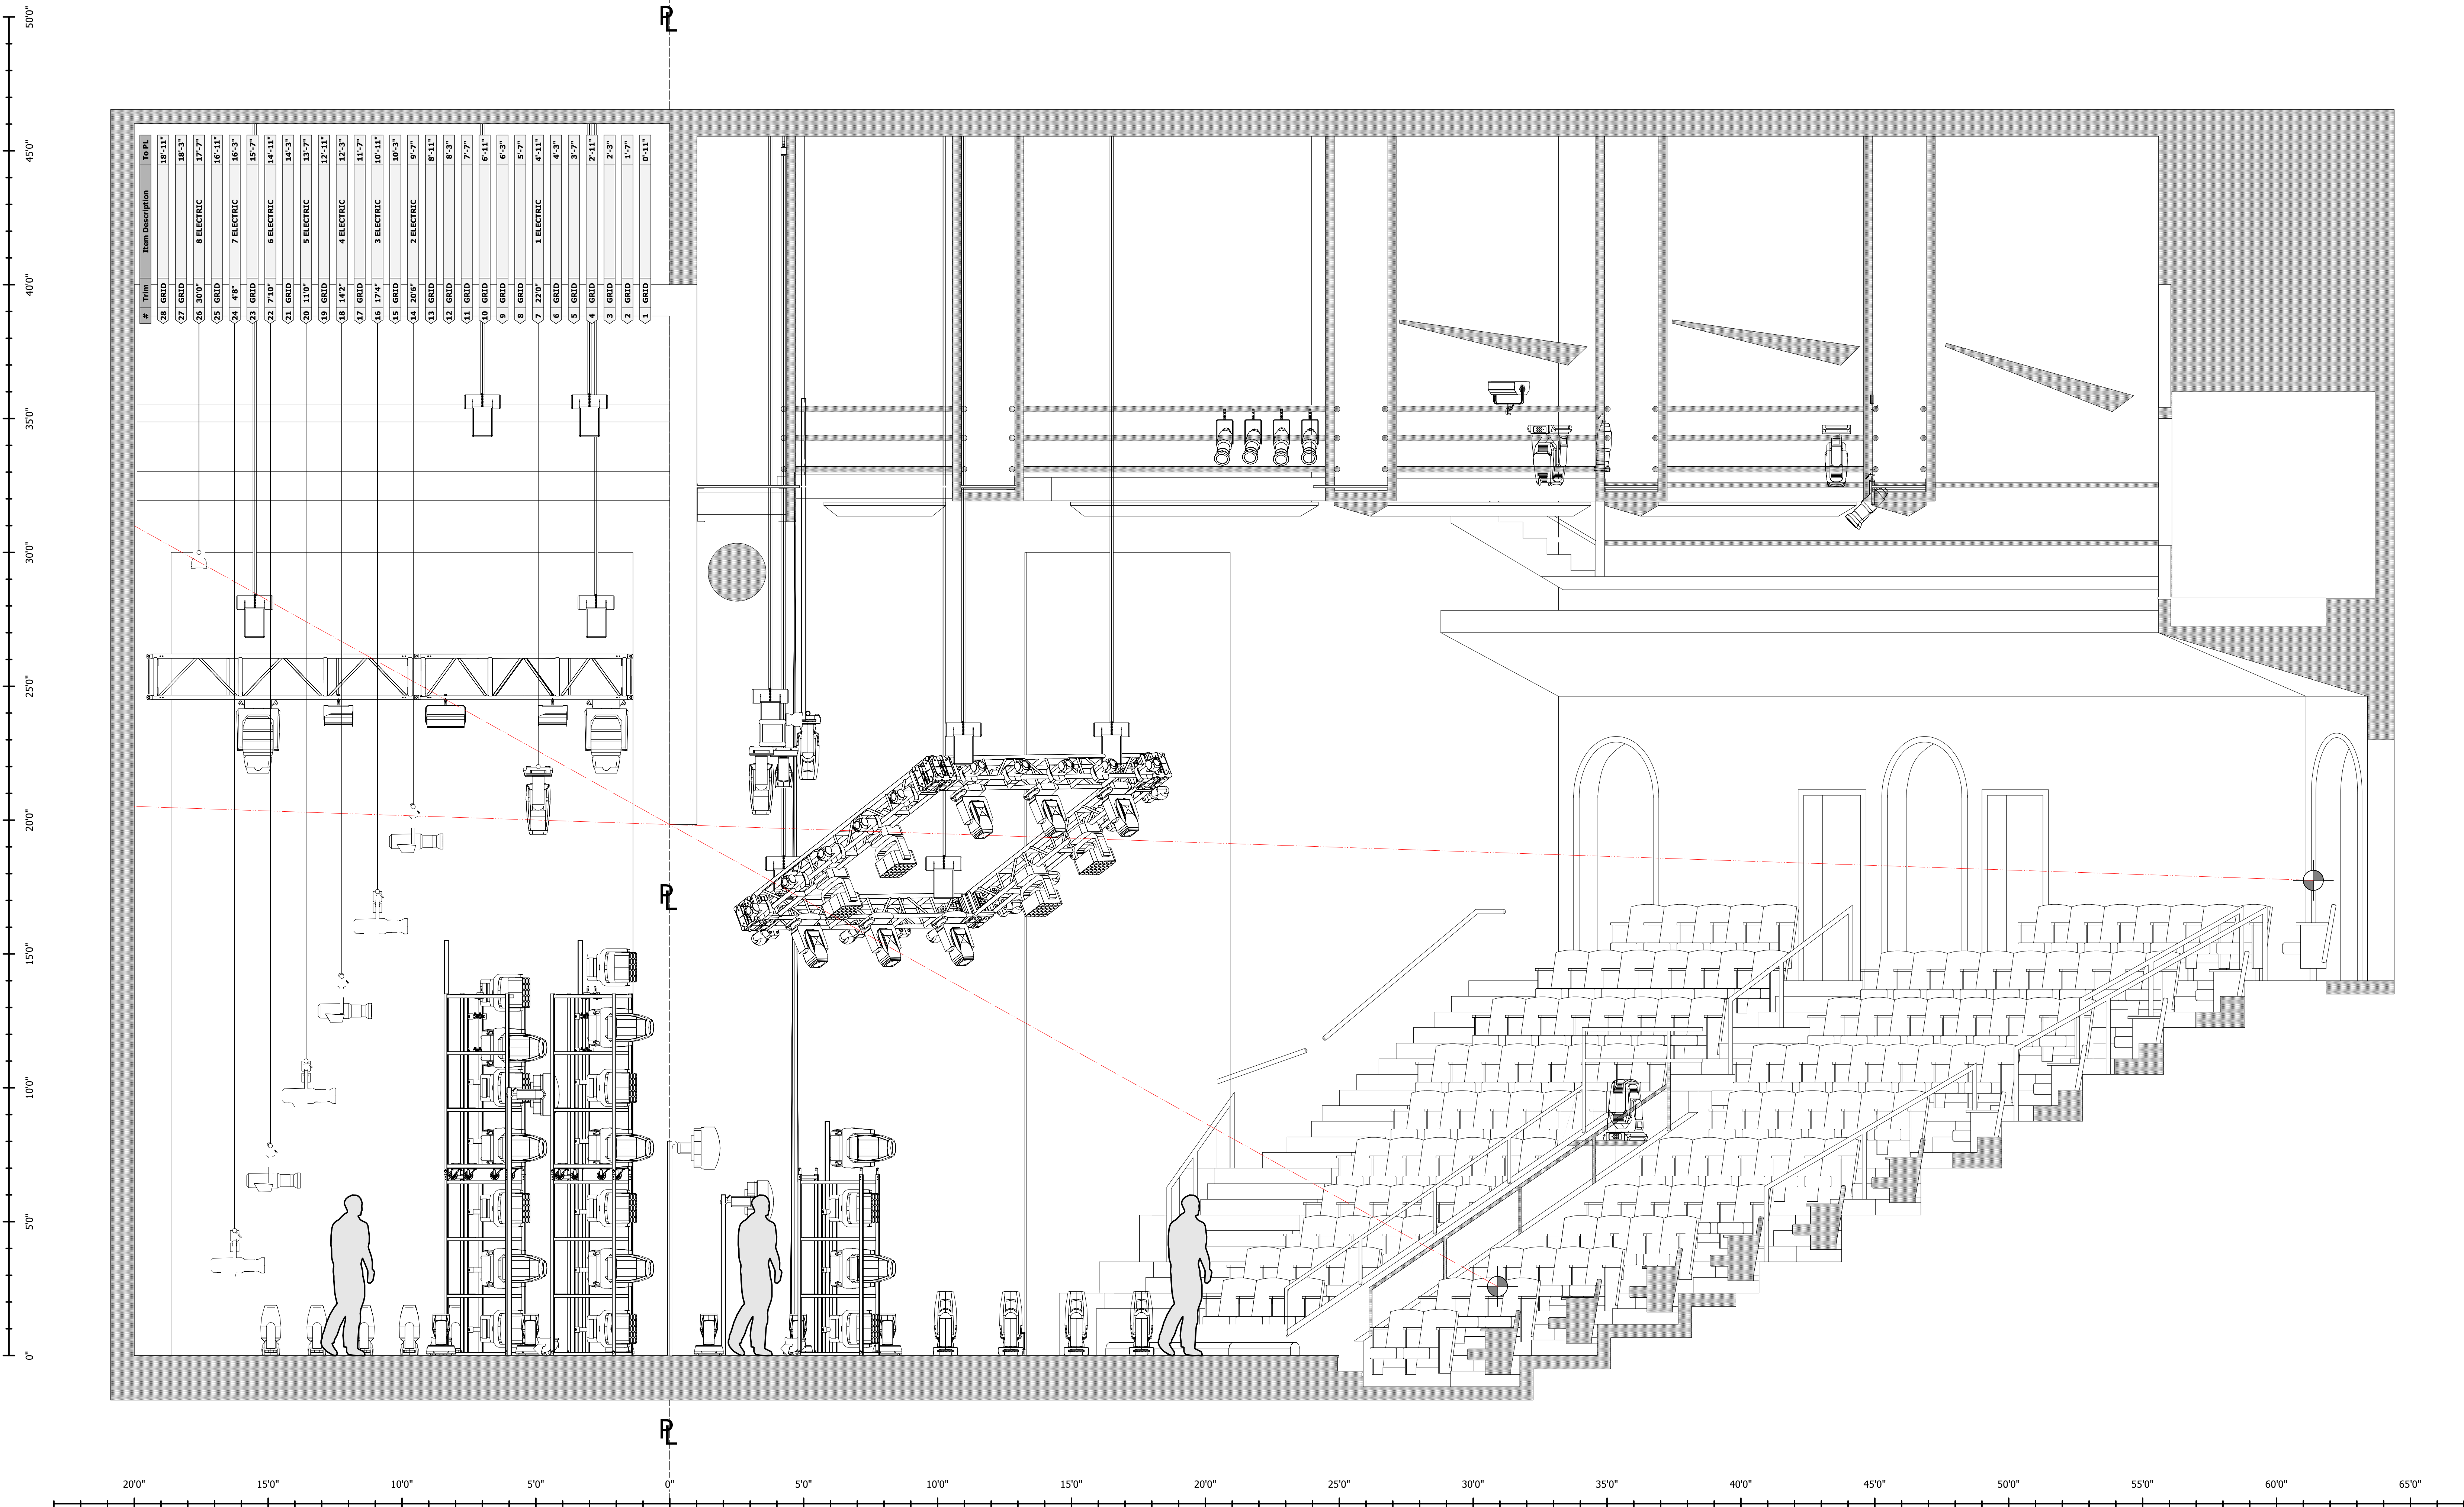 PL
50'0"
45'0"
40'0"
35'0"
30'0"
25'0"
20'0"
15'0"
10'0"
5'0"
0"
# Trim Item Description To PL
28 GRID 18'-11"
27 GRID 18'-3"
26 30'0" 8 ELECTRIC 17'-7"
25 GRID 16'-11"
24 4'8" 7 ELECTRIC 16'-3"
23 GRID 15'-7"
22 7'10" 6 ELECTRIC 14'-11"
21 GRID 14'-3"
20 11'0" 5 ELECTRIC 13'-7"
19 GRID 12'-11"
18 14'2" 4 ELECTRIC 12'-3"
17 GRID 11'-7"
16 17'4" 3 ELECTRIC 10'-11"
15 GRID 10'-3"
14 20'6" 2 ELECTRIC 9'-7"
13 GRID 8'-11"
12 GRID 8'-3"
11 GRID 7'-7"
10 GRID 6'-11"
9 GRID 6'-3"
8 GRID 5'-7"
7 22'0" 1 ELECTRIC 4'-11"
6 GRID 4'-3"
5 GRID 3'-7"
4 GRID 2'-11"
3 GRID 2'-3"
2 GRID 1'-7"
1 GRID 0'-11"
PL
PL
20'0" 15'0" 10'0" 5'0" 0" 5'0" 10'0" 15'0" 20'0" 25'0" 30'0" 35'0" 40'0" 45'0" 50'0" 55'0" 60'0" 65'0"